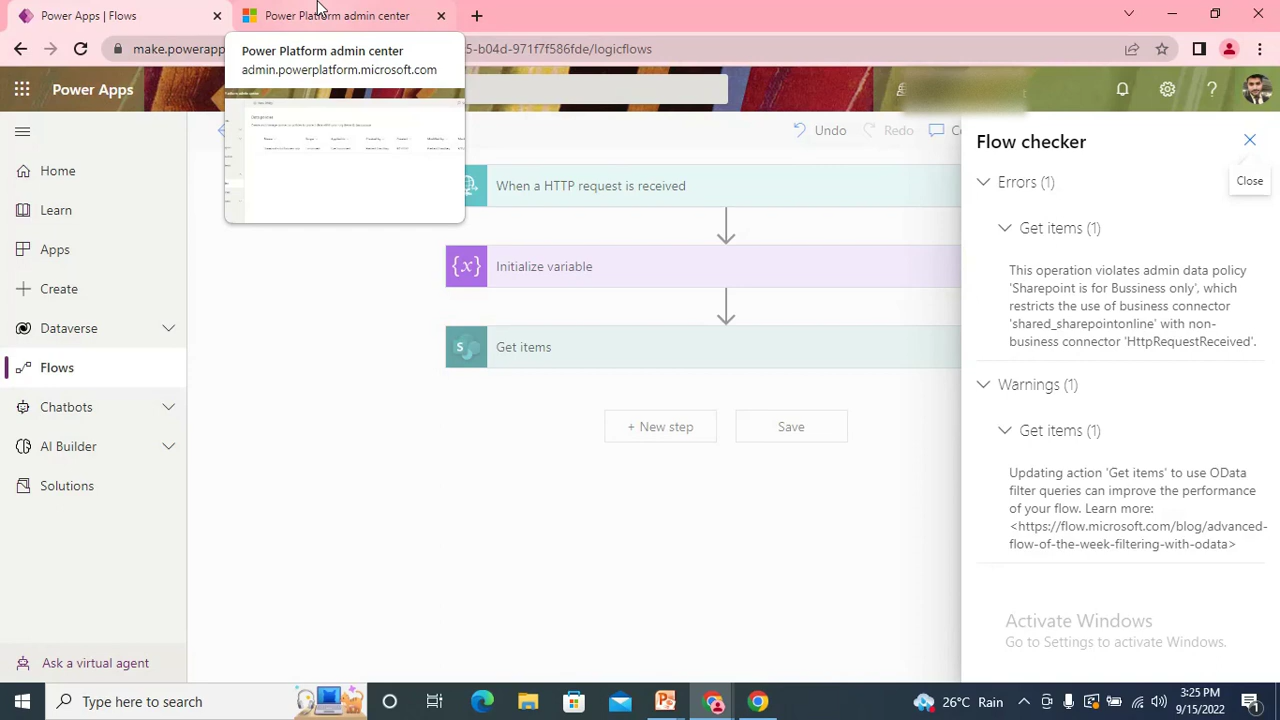 Power Apps | Flows
Power Platform admin center
make.powerapp
5-b04d-971f7f586fde/logicflows
Power Platform admin center
admin.powerplatform.microsoft.com
Power Apps
Undo
Redo
Home
Learn
Apps
Create
Dataverse
Flows
Chatbots
AI Builder
Solutions
Ask a virtual agent
When a HTTP request is received
{x} Initialize variable
S Get items
+ New step
Save
Flow checker
Close
Errors (1)
Get items (1)
This operation violates admin data policy
'Sharepoint is for Bussiness only', which
restricts the use of business connector
'shared_sharepointonline' with non-
business connector 'HttpRequestReceived'.
Warnings (1)
Get items (1)
Updating action 'Get items' to use OData
filter queries can improve the performance
of your flow. Learn more:
<https://flow.microsoft.com/blog/advanced-
flow-of-the-week-filtering-with-odata>
Activate Windows
Go to Settings to activate Windows.
Type here to search
26°C Rain
3:25 PM
9/15/2022